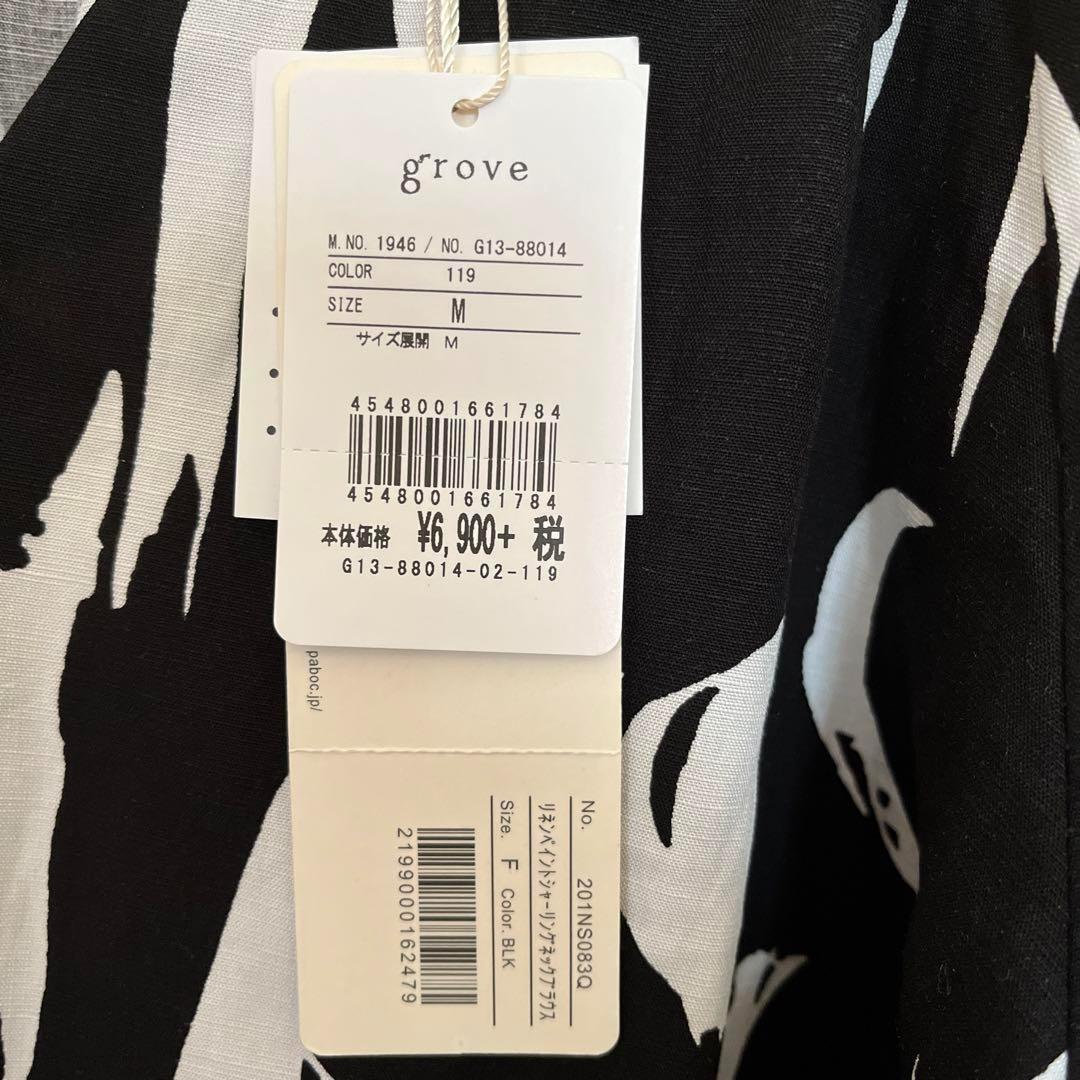 grove
M.NO. 1946 / NO. G13-88014
COLOR 119
SIZE M
サイズ展開 M
4548001661784
4548001661784
本体価格 ¥6,900+ 税
G13-88014-02-119
paboc.jp/
No. 201NS083Q
リネンペイントシャーリングネックブラウス
Size. F Color. BLK
2199000162479